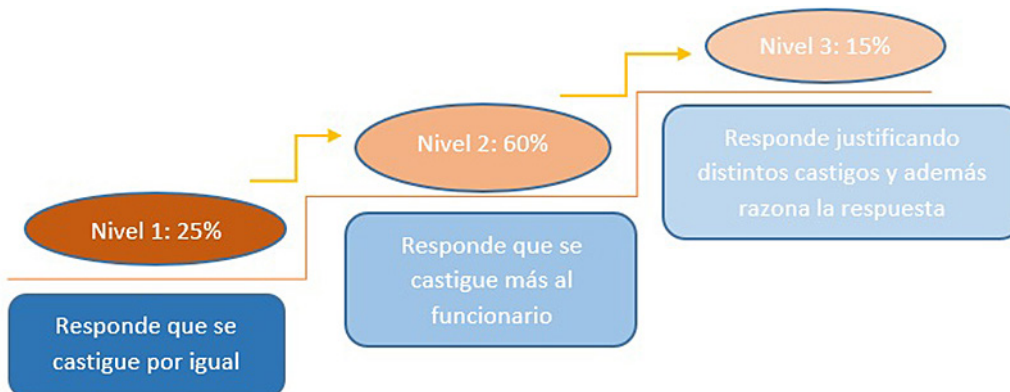 Nivel 1: 25%
Responde que se
castigue por igual
Nivel 2: 60%
Responde que se
castigue más al
funcionario
Nivel 3: 15%
Responde justificando
distintos castigos y además
razona la respuesta